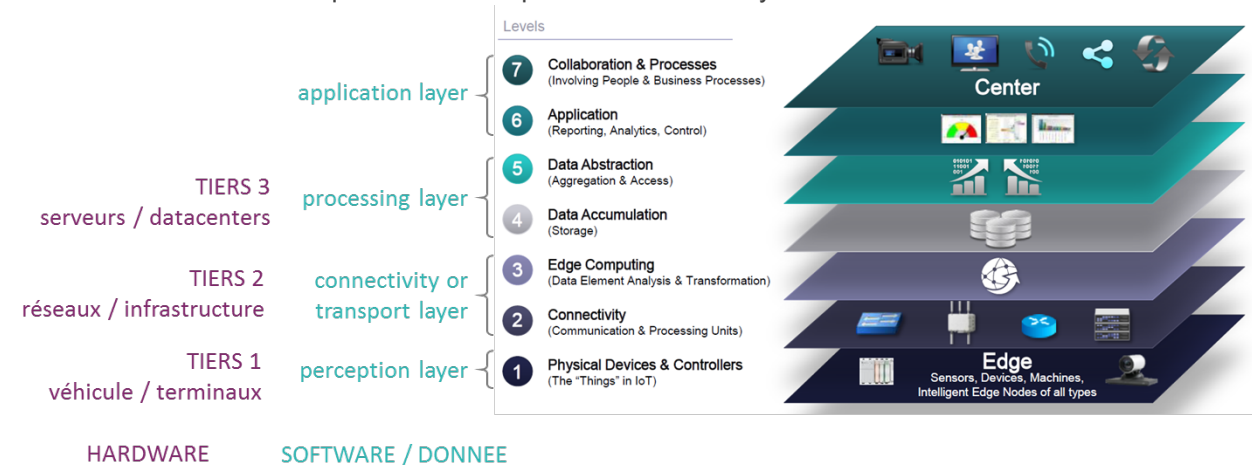 Levels
7
Collaboration & Processes
(Involving People & Business Processes)
application layer
6
Application
(Reporting, Analytics, Control)
5
Data Abstraction
(Aggregation & Access)
TIERS 3
serveurs / datacenters
processing layer
4
Data Accumulation
(Storage)
3
Edge Computing
(Data Element Analysis & Transformation)
TIERS 2
réseaux / infrastructure
connectivity or
transport layer
2
Connectivity
(Communication & Processing Units)
TIERS 1
véhicule / terminaux
perception layer
1
Physical Devices & Controllers
(The “Things” in IoT)
HARDWARE
SOFTWARE / DONNEE
Center
010101
11001
001
Edge
Sensors, Devices, Machines,
Intelligent Edge Nodes of all types